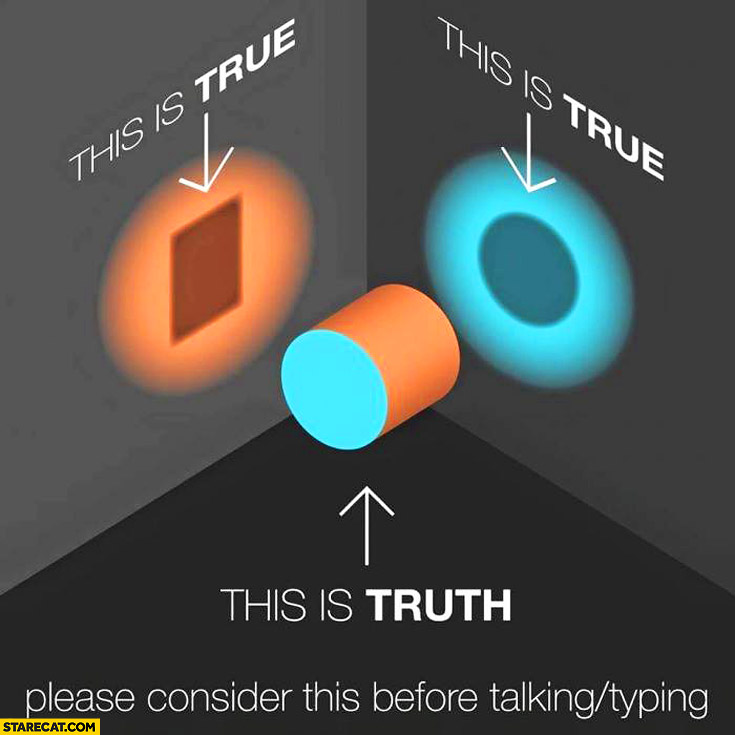 THIS IS TRUE
THIS IS TRUE
THIS IS TRUTH
please consider this before talking/typing
STARECAT.COM